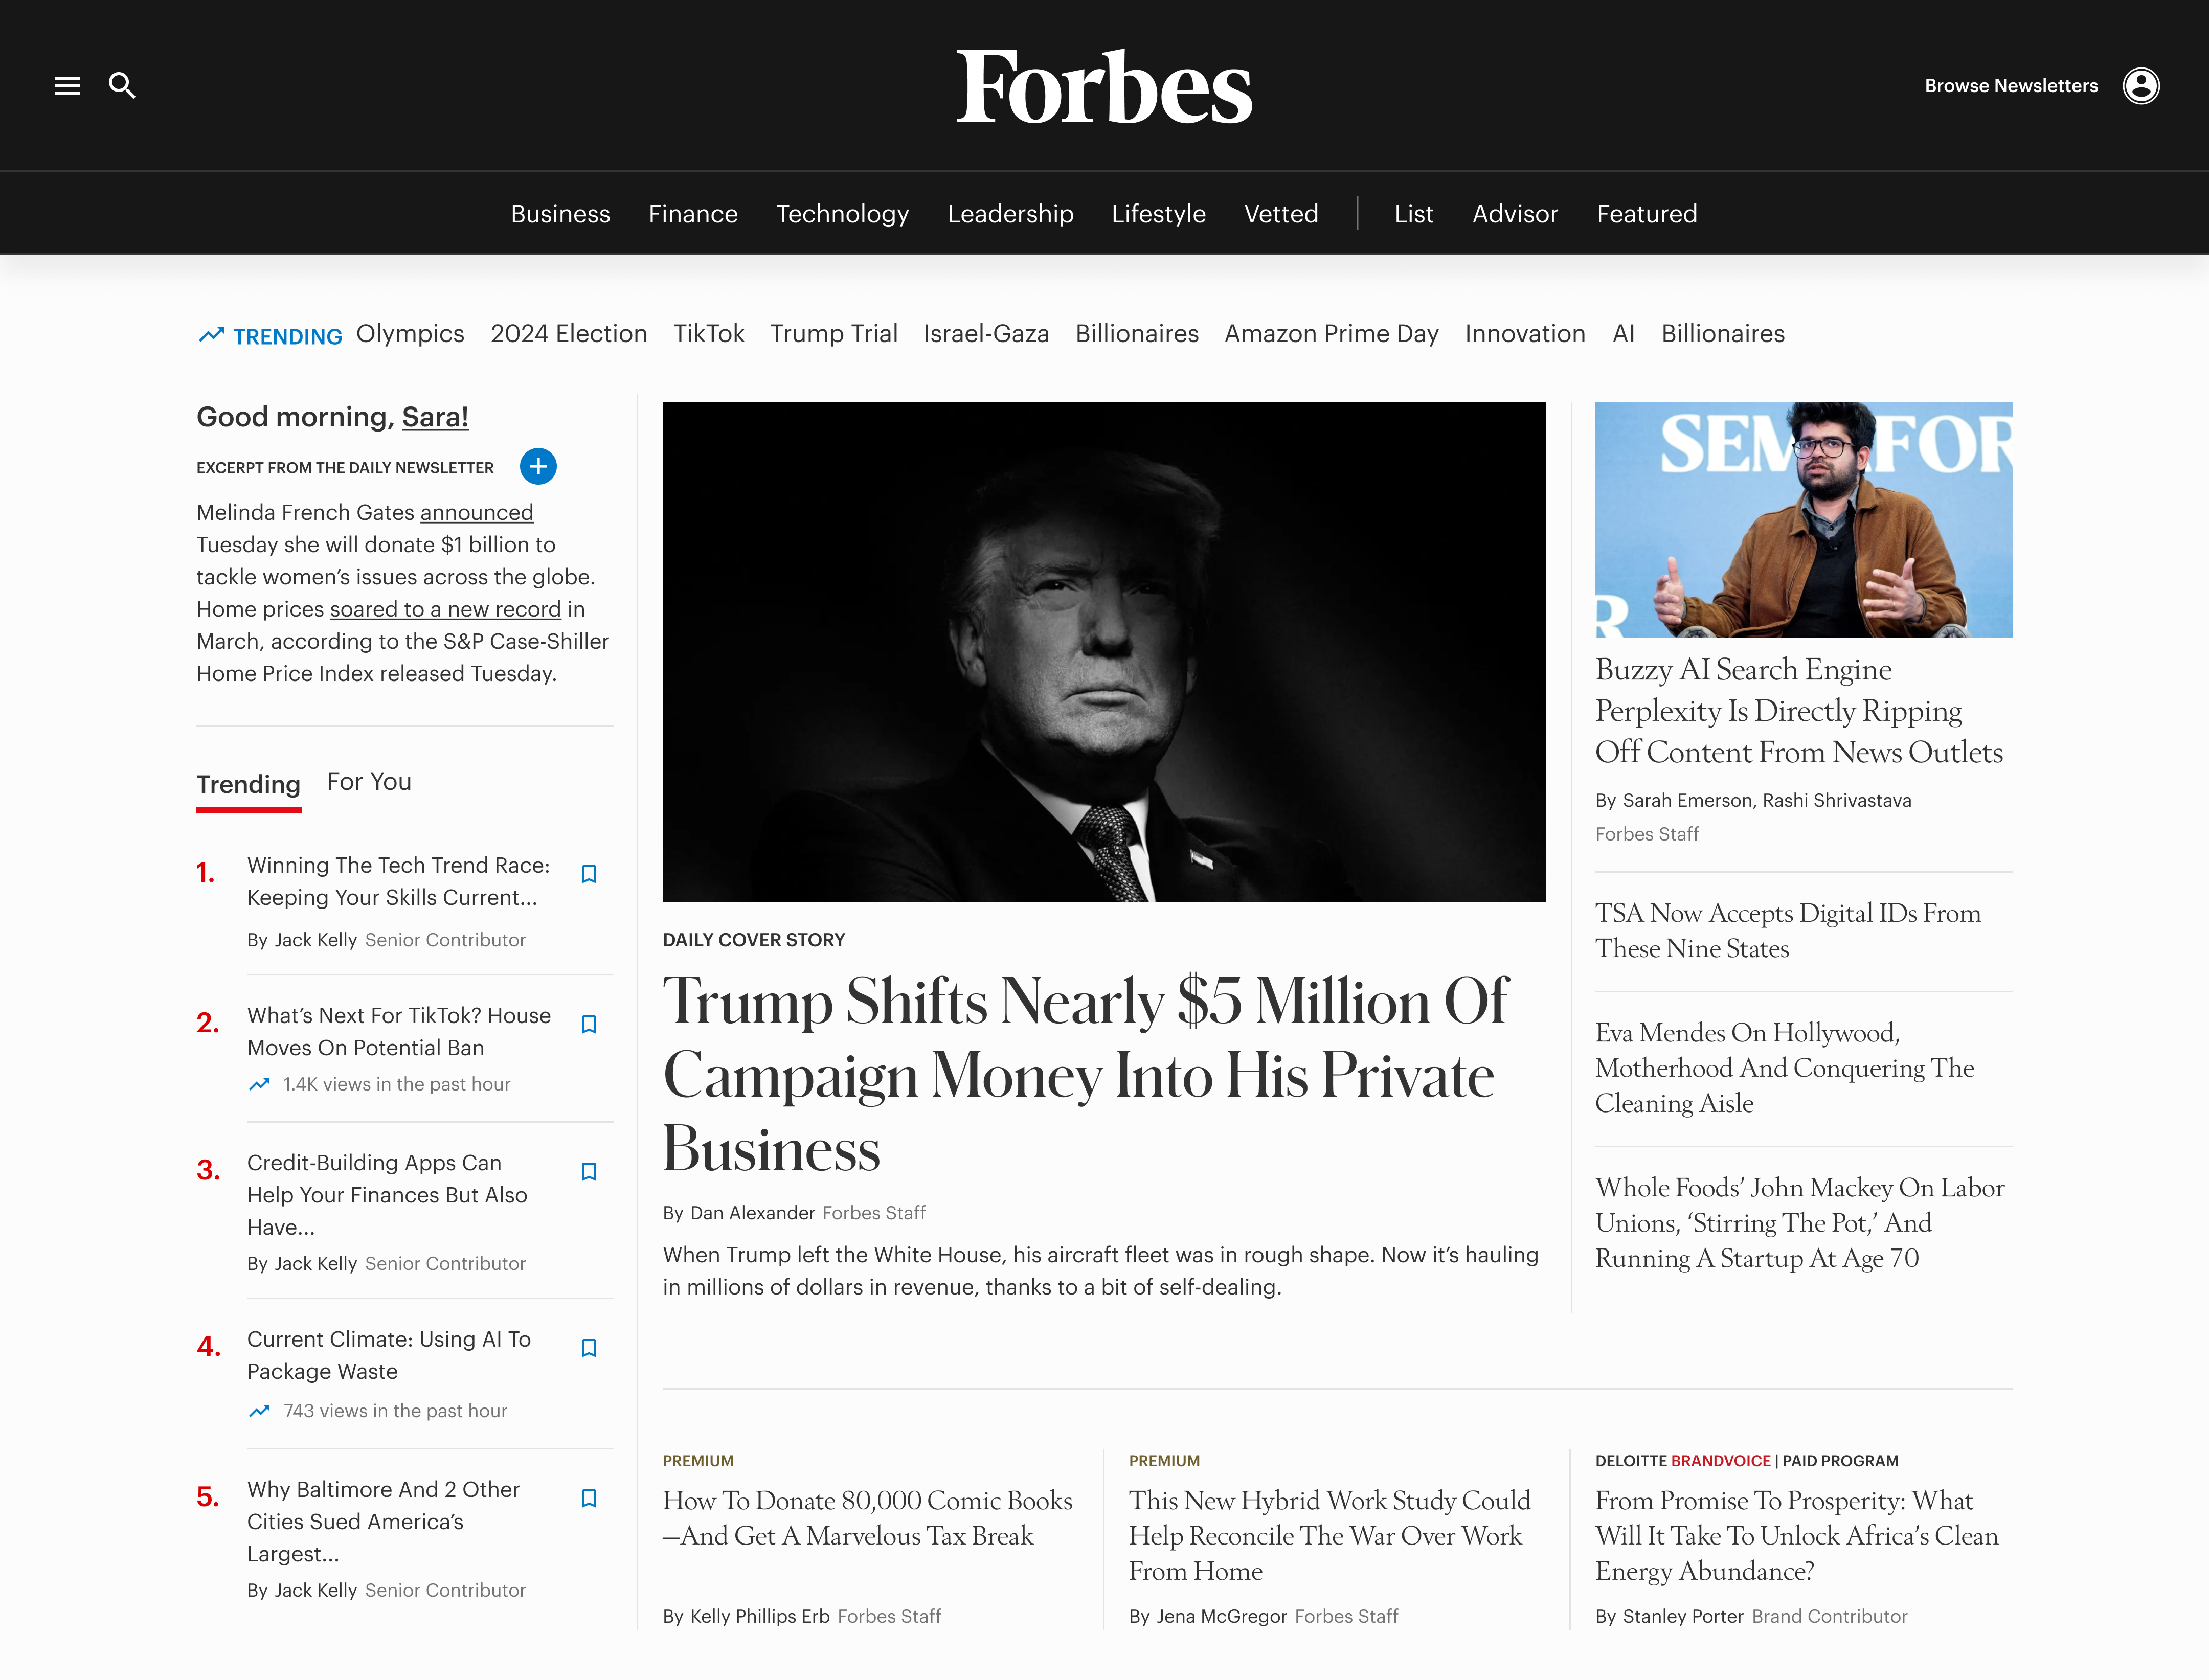 Forbes
Browse Newsletters
Business Finance Technology Leadership Lifestyle Vetted List Advisor Featured
TRENDING Olympics 2024 Election TikTok Trump Trial Israel-Gaza Billionaires Amazon Prime Day Innovation AI Billionaires
Good morning, Sara!
EXCERPT FROM THE DAILY NEWSLETTER
Melinda French Gates announced
Tuesday she will donate $1 billion to
tackle women’s issues across the globe.
Home prices soared to a new record in
March, according to the S&P Case-Shiller
Home Price Index released Tuesday.
Trending For You
1. Winning The Tech Trend Race:
Keeping Your Skills Current...
By Jack Kelly Senior Contributor
2. What’s Next For TikTok? House
Moves On Potential Ban
1.4K views in the past hour
3. Credit-Building Apps Can
Help Your Finances But Also
Have...
By Jack Kelly Senior Contributor
4. Current Climate: Using AI To
Package Waste
743 views in the past hour
5. Why Baltimore And 2 Other
Cities Sued America’s
Largest...
By Jack Kelly Senior Contributor
DAILY COVER STORY
Trump Shifts Nearly $5 Million Of
Campaign Money Into His Private
Business
By Dan Alexander Forbes Staff
When Trump left the White House, his aircraft fleet was in rough shape. Now it’s hauling
in millions of dollars in revenue, thanks to a bit of self-dealing.
SEM FOR
R
Buzzy AI Search Engine
Perplexity Is Directly Ripping
Off Content From News Outlets
By Sarah Emerson, Rashi Shrivastava
Forbes Staff
TSA Now Accepts Digital IDs From
These Nine States
Eva Mendes On Hollywood,
Motherhood And Conquering The
Cleaning Aisle
Whole Foods’ John Mackey On Labor
Unions, ‘Stirring The Pot,’ And
Running A Startup At Age 70
PREMIUM
How To Donate 80,000 Comic Books
—And Get A Marvelous Tax Break
By Kelly Phillips Erb Forbes Staff
PREMIUM
This New Hybrid Work Study Could
Help Reconcile The War Over Work
From Home
By Jena McGregor Forbes Staff
DELOITTE BRANDVOICE | PAID PROGRAM
From Promise To Prosperity: What
Will It Take To Unlock Africa’s Clean
Energy Abundance?
By Stanley Porter Brand Contributor